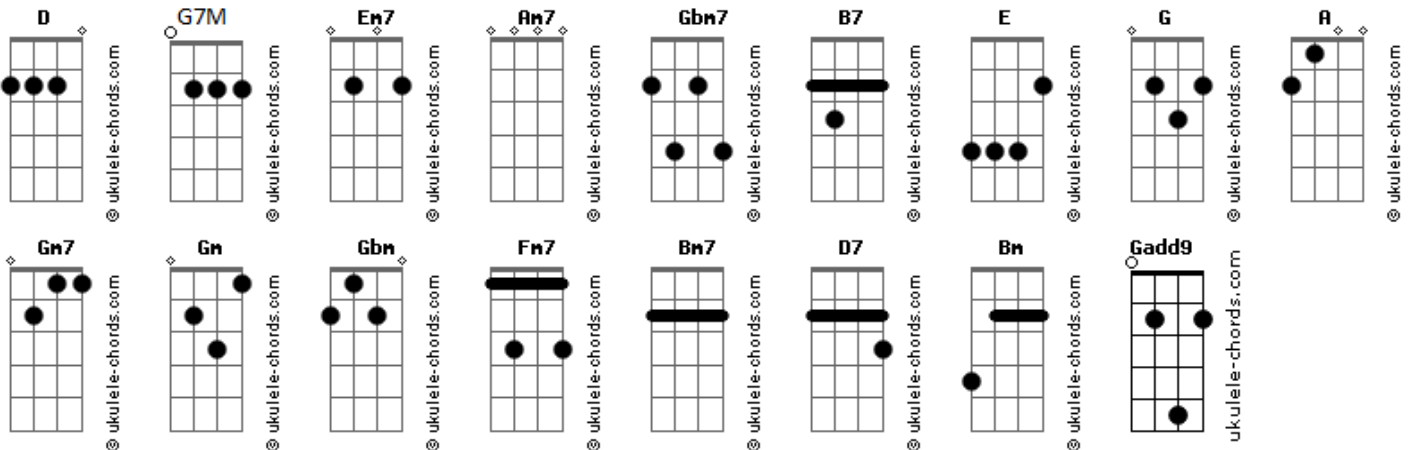 D G7M Em7 Am7 Gbm7 B7 E G A
© ukulele-chords.com © ukulele-chords.com © ukulele-chords.com © ukulele-chords.com © ukulele-chords.com © ukulele-chords.com © ukulele-chords.com © ukulele-chords.com © ukulele-chords.com
Gm7 Gm Gbm Fm7 Bm7 D7 Bm Gadd9
© ukulele-chords.com © ukulele-chords.com © ukulele-chords.com © ukulele-chords.com © ukulele-chords.com © ukulele-chords.com © ukulele-chords.com ukulele-chords.com